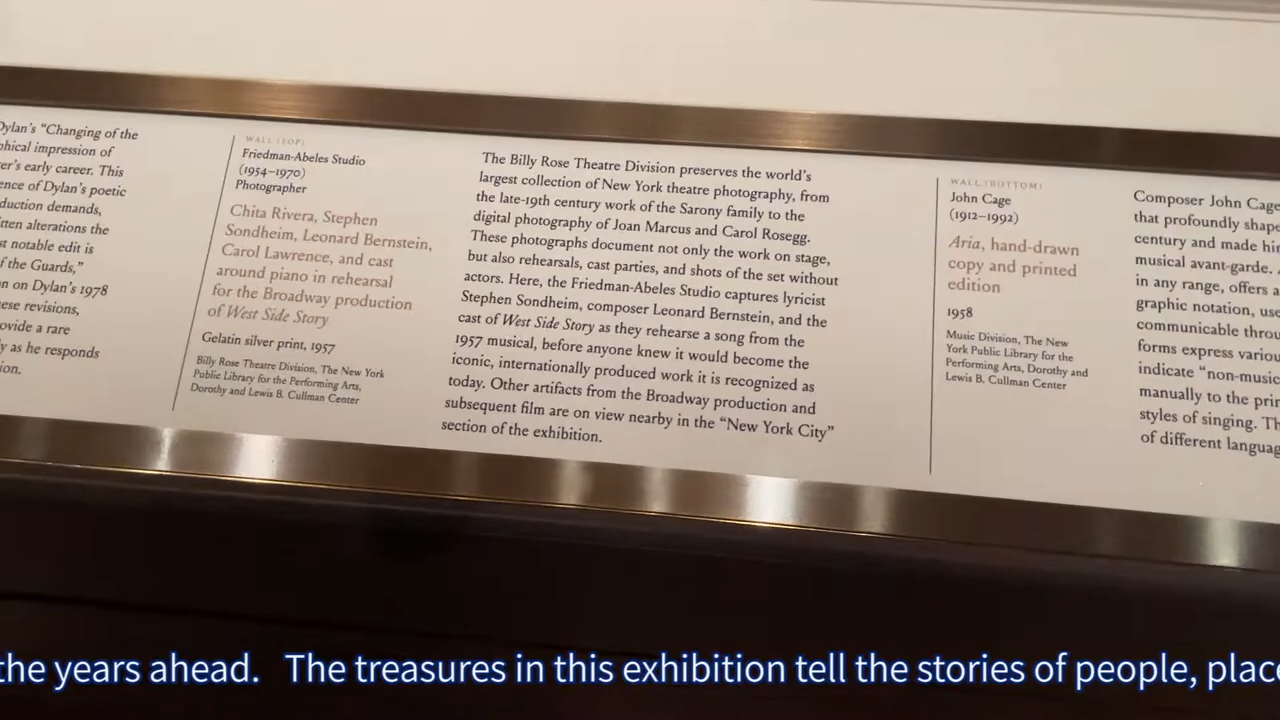 Dylan's "Changing of the
phical impression of
er's early career. This
ence of Dylan's poetic
duction demands,
itten alterations the
st notable edit is
f the Guards,"
n on Dylan's 1978
ese revisions,
ovide a rare
y as he responds
ion.
WALL (TOP)
Friedman-Abeles Studio
(1954–1970)
Photographer
Chita Rivera, Stephen
Sondheim, Leonard Bernstein,
Carol Lawrence, and cast
around piano in rehearsal
for the Broadway production
of West Side Story
Gelatin silver print, 1957
Billy Rose Theatre Division, The New York
Public Library for the Performing Arts,
Dorothy and Lewis B. Cullman Center
The Billy Rose Theatre Division preserves the world's
largest collection of New York theatre photography, from
the late-19th century work of the Sarony family to the
digital photography of Joan Marcus and Carol Rosegg.
These photographs document not only the work on stage,
but also rehearsals, cast parties, and shots of the set without
actors. Here, the Friedman-Abeles Studio captures lyricist
Stephen Sondheim, composer Leonard Bernstein, and the
cast of West Side Story as they rehearse a song from the
1957 musical, before anyone knew it would become the
iconic, internationally produced work it is recognized as
today. Other artifacts from the Broadway production and
subsequent film are on view nearby in the "New York City"
section of the exhibition.
WALL (BOTTOM)
John Cage
(1912–1992)
Aria, hand-drawn
copy and printed
edition
1958
Music Division, The New
York Public Library for the
Performing Arts, Dorothy and
Lewis B. Cullman Center
Composer John Cage
that profoundly shape
century and made him
musical avant-garde. A
in any range, offers a
graphic notation, use
communicable throu
forms express variou
indicate "non-music
manually to the prin
styles of singing. Th
of different languag
the years ahead. The treasures in this exhibition tell the stories of people, place